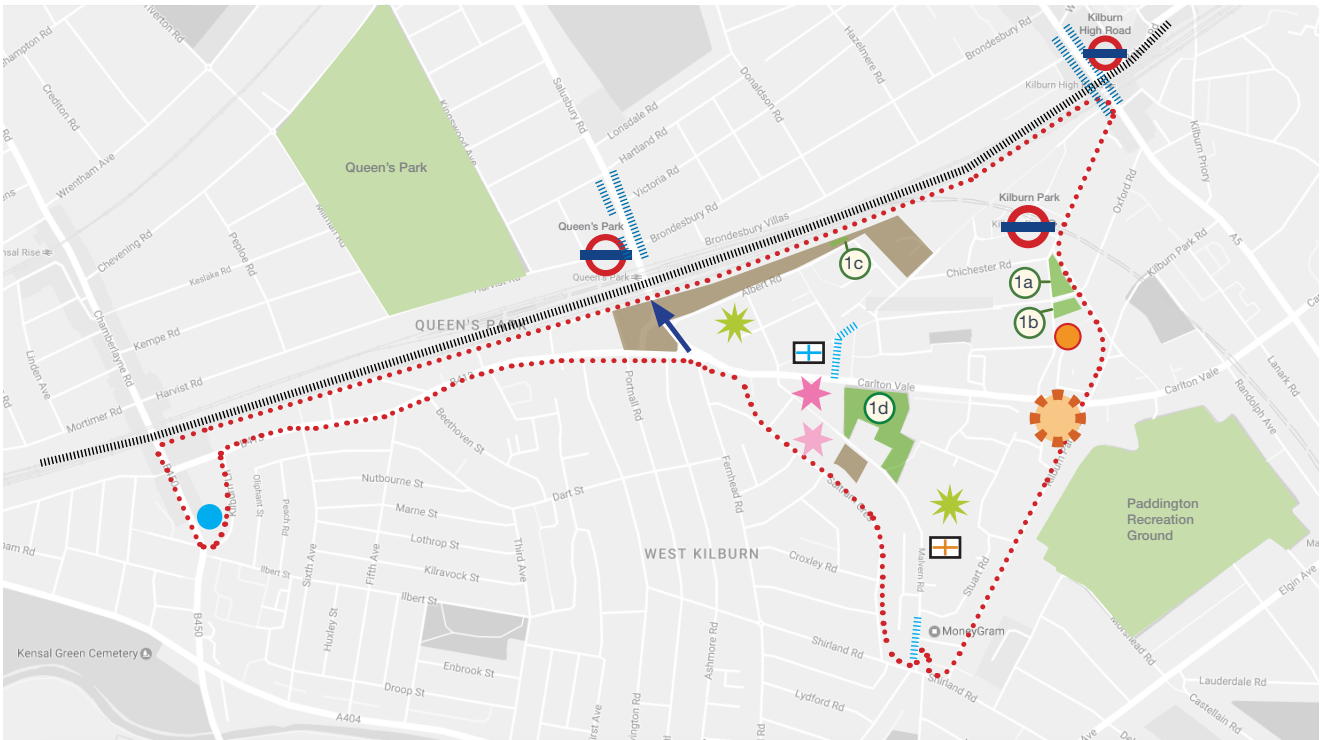 Kilburn
High Road
Brondesbury Rd
Hazelmere Rd
Donaldson Rd
Salusbury Rd
Lonsdale Rd
Hartland Rd
Victoria Rd
Brondesbury Rd
Brondesbury Villas
Kilburn High
Kilburn Priory
Oxford Rd
A5
Kilburn Park Rd
Kilburn Park
Chichester Rd
Crediton Rd
Wrentham Ave
Chevening Rd
Peploe Rd
Keslake Rd
Kempe Rd
Chamberlayne Rd
Harvist Rd
Mortimer Rd
Linden Ave
Kingswood Ave
Milman Rd
Queen's Park
Queen's Park
Queen's Park
QUEEN'S PARK
Albert Rd
1c
1a
1b
1d
Carlton Vale
Carlton Vale
Lanark Rd
Randolph Ave
Portnall Rd
Beethoven St
Nutbourne St
Marne St
Lothrop St
Kilravock St
Ilbert St
Ilbert St
Oliphant St
Peach Rd
Sixth Ave
Fifth Ave
Third Ave
Huxley St
Dart St
Fernhead Rd
WEST KILBURN
Croxley Rd
Malvern Rd
Stuart Rd
MoneyGram
Shirland Rd
Shirland Rd
Ashmore Rd
Lydford Rd
Enbrook St
Droop St
A404
B450
Kensal Green Cemetery
Paddington
Recreation
Ground
Elgin Ave
Morshead Rd
Lauderdale Rd
Castellain Rd